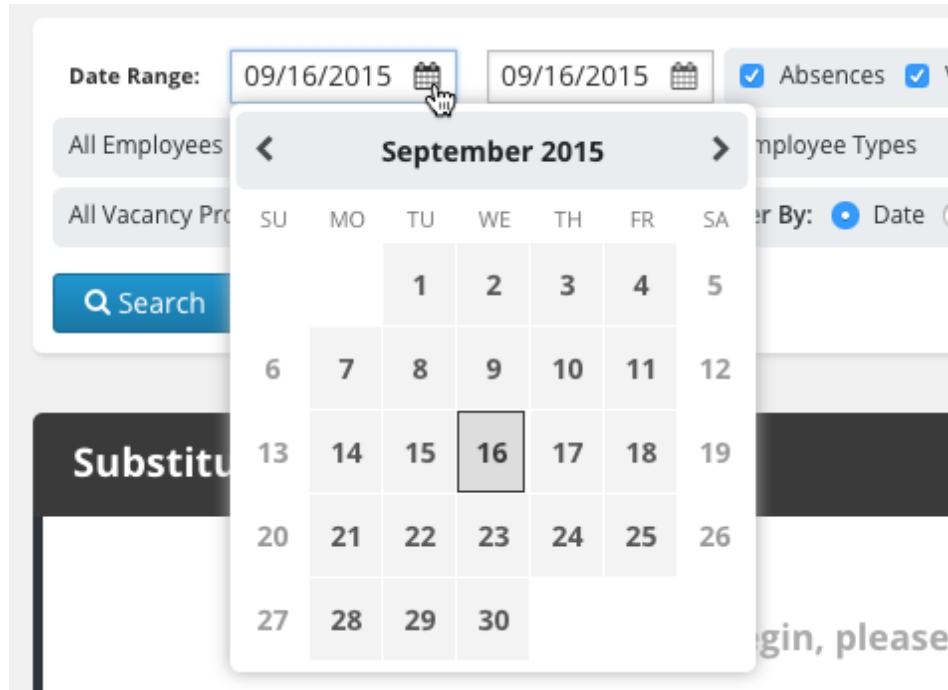 Date Range: 09/16/2015 09/16/2015 Absences
All Employees mployee Types
All Vacancy Pro er By: Date
Search
September 2015
SU MO TU WE TH FR SA
1 2 3 4 5
6 7 8 9 10 11 12
13 14 15 16 17 18 19
20 21 22 23 24 25 26
27 28 29 30
Substitu
egin, please